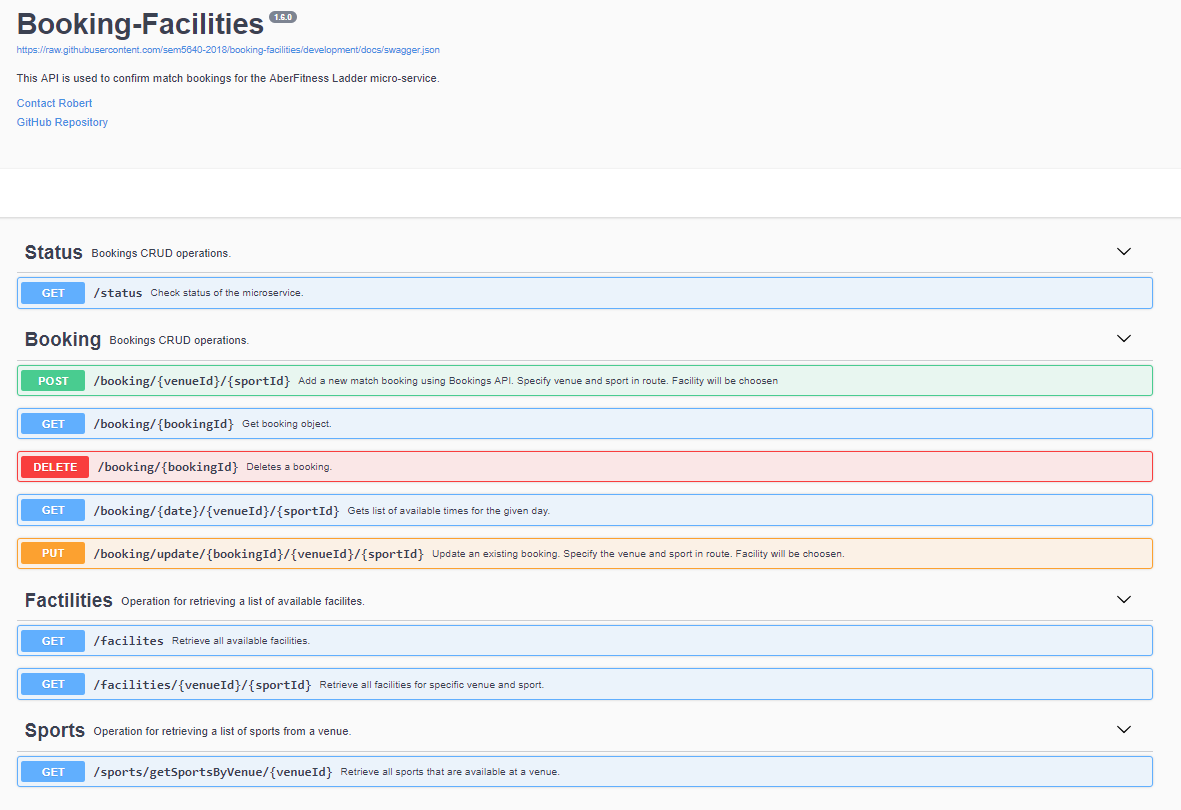 Booking-Facilities 1.6.0
https://raw.githubusercontent.com/sem5640-2018/booking-facilities/development/docs/swagger.json
This API is used to confirm match bookings for the AberFitness Ladder micro-service.
Contact Robert
GitHub Repository
Status Bookings CRUD operations.
GET /status Check status of the microservice.
Booking Bookings CRUD operations.
POST /booking/{venueId}/{sportId} Add a new match booking using Bookings API. Specify venue and sport in route. Facility will be choosen
GET /booking/{bookingId} Get booking object.
DELETE /booking/{bookingId} Deletes a booking.
GET /booking/{date}/{venueId}/{sportId} Gets list of available times for the given day.
PUT /booking/update/{bookingId}/{venueId}/{sportId} Update an existing booking. Specify the venue and sport in route. Facility will be choosen.
Factilities Operation for retrieving a list of available facilites.
GET /facilites Retrieve all available facilities.
GET /facilities/{venueId}/{sportId} Retrieve all facilities for specific venue and sport.
Sports Operation for retrieving a list of sports from a venue.
GET /sports/getSportsByVenue/{venueId} Retrieve all sports that are available at a venue.